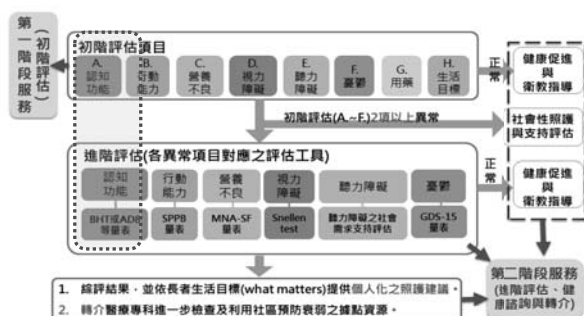 第一階段服務
(初階評估)
初階評估項目
A.
認知
功能
B.
行動
能力
C.
營養
不良
D.
視力
障礙
E.
聽力
障礙
F.
憂鬱
G.
用藥
H.
生活
目標
正常
健康促進
與
衛教指導
初階評估(A.~F.)2項以上異常
社會性照護
與支持評估
進階評估(各異常項目對應之評估工具)
認知
功能
行動
能力
營養
不良
視力
障礙
聽力障礙
憂鬱
正常
健康促進
與
衛教指導
BHT或AD8
等量表
SPPB
量表
MNA-SF
量表
Snellen
test
聽力障礙之社會
需求支持評估
GDS-15
量表
第二階段服務
(進階評估、健
康諮詢與轉介)
1. 綜評結果，並依長者生活目標(what matters)提供個人化之照護建議。
2. 轉介醫療專科進一步檢查及利用社區預防衰弱之據點資源。